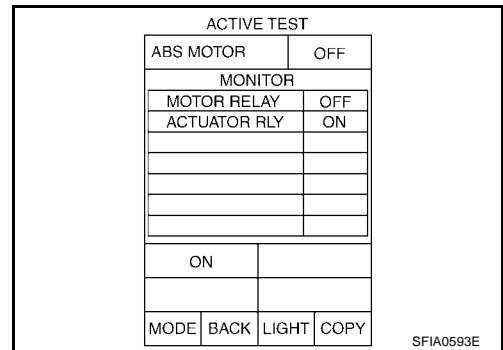 ACTIVE TEST
ABS MOTOR OFF
MONITOR
MOTOR RELAY OFF
ACTUATOR RLY ON
ON
MODE BACK LIGHT COPY
SFIA0593E